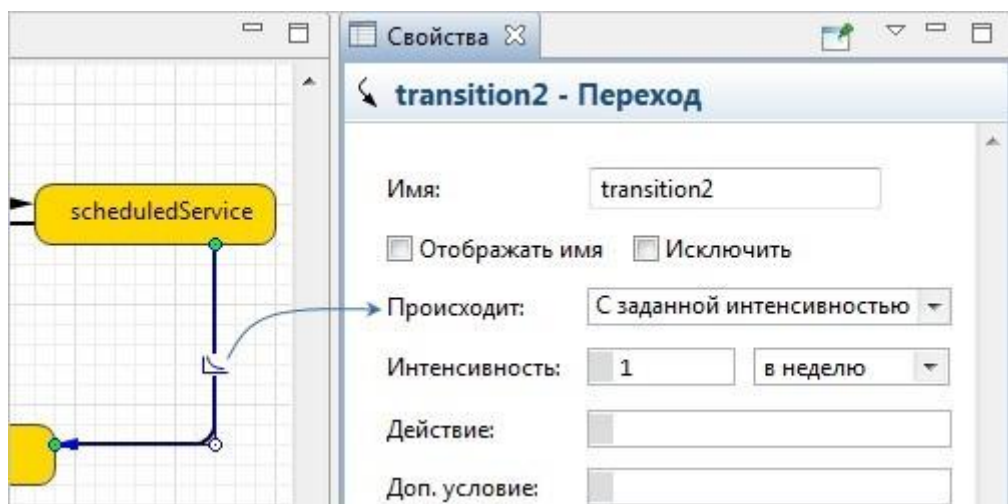 Свойства
transition2 - Переход
Имя: transition2
scheduledService
Отображать имя Исключить
Происходит: С заданной интенсивностью
Интенсивность: 1 в неделю
Действие:
Доп. условие: